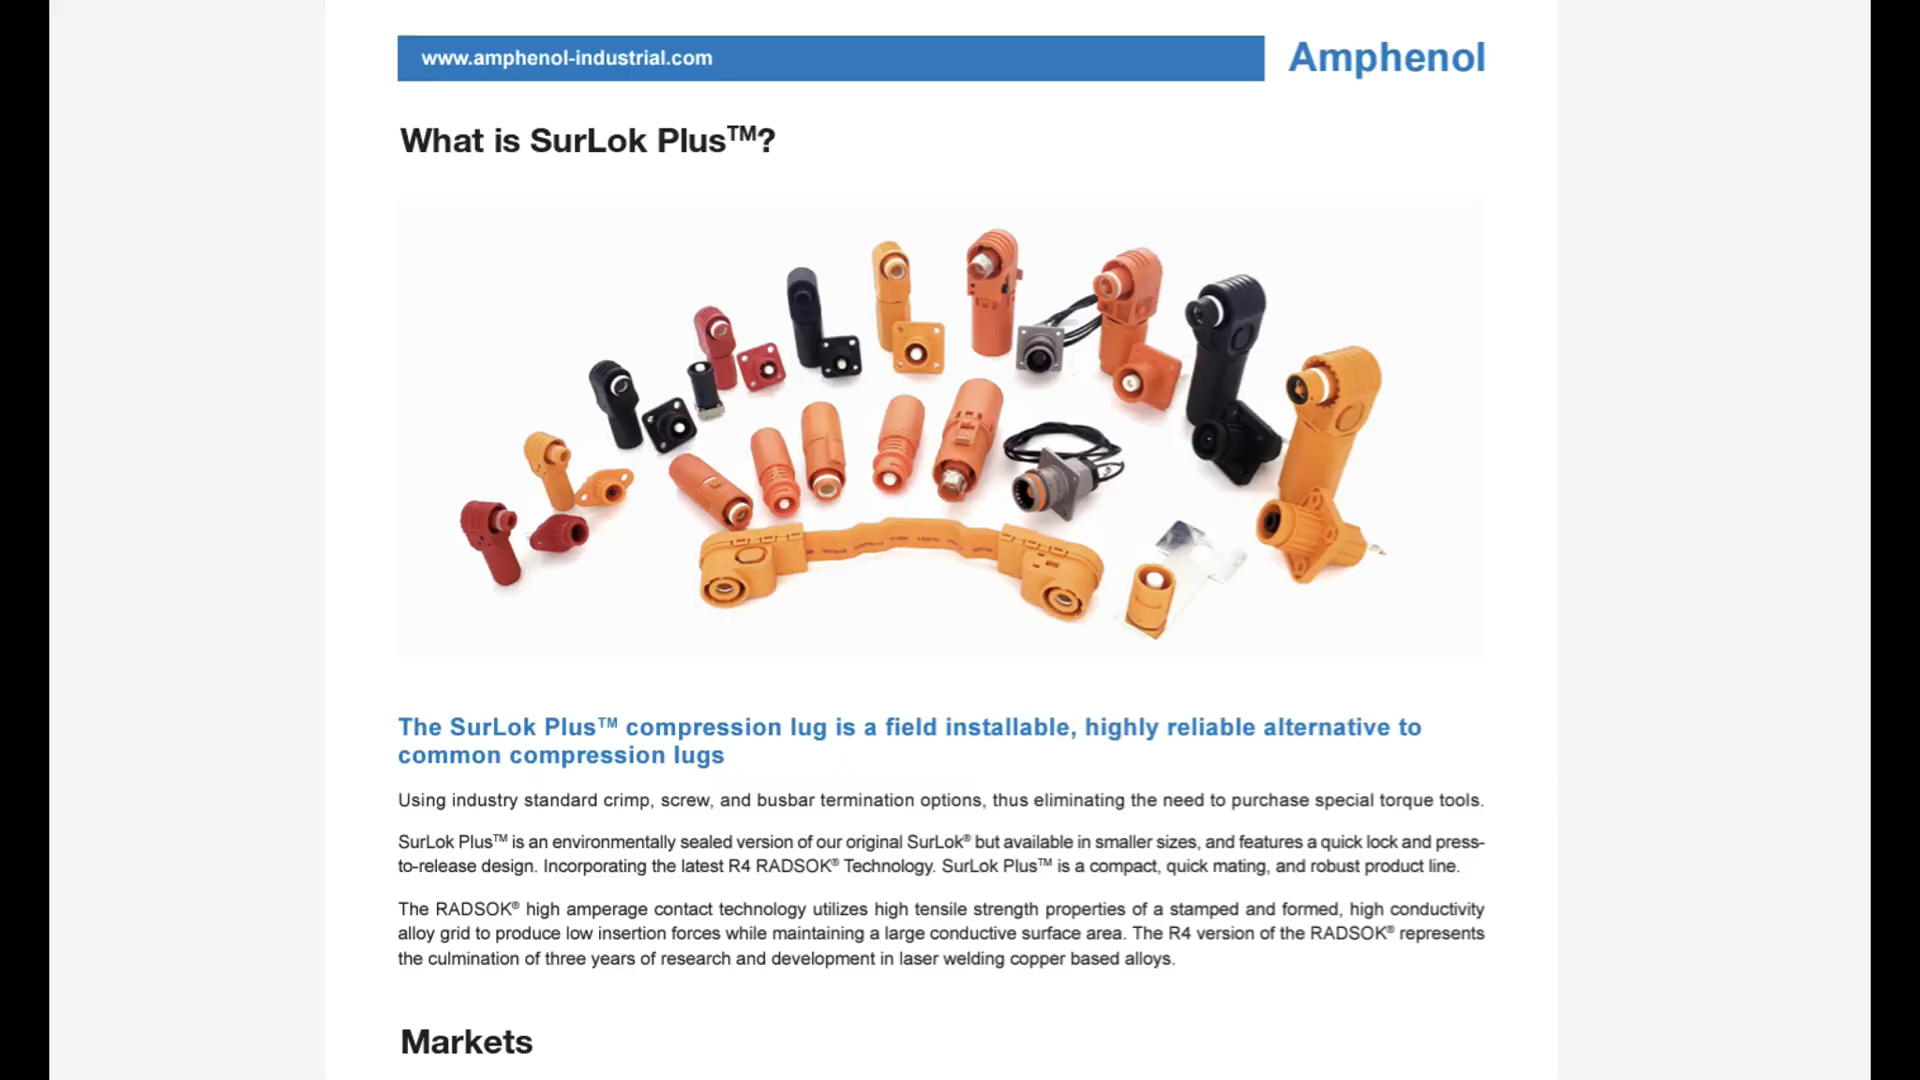 www.amphenol-industrial.com
Amphenol
What is SurLok Plus™?
The SurLok Plus™ compression lug is a field installable, highly reliable alternative to
common compression lugs
Using industry standard crimp, screw, and busbar termination options, thus eliminating the need to purchase special torque tools.
SurLok Plus™ is an environmentally sealed version of our original SurLok® but available in smaller sizes, and features a quick lock and press-
to-release design. Incorporating the latest R4 RADSOK® Technology. SurLok Plus™ is a compact, quick mating, and robust product line.
The RADSOK® high amperage contact technology utilizes high tensile strength properties of a stamped and formed, high conductivity
alloy grid to produce low insertion forces while maintaining a large conductive surface area. The R4 version of the RADSOK® represents
the culmination of three years of research and development in laser welding copper based alloys.
Markets